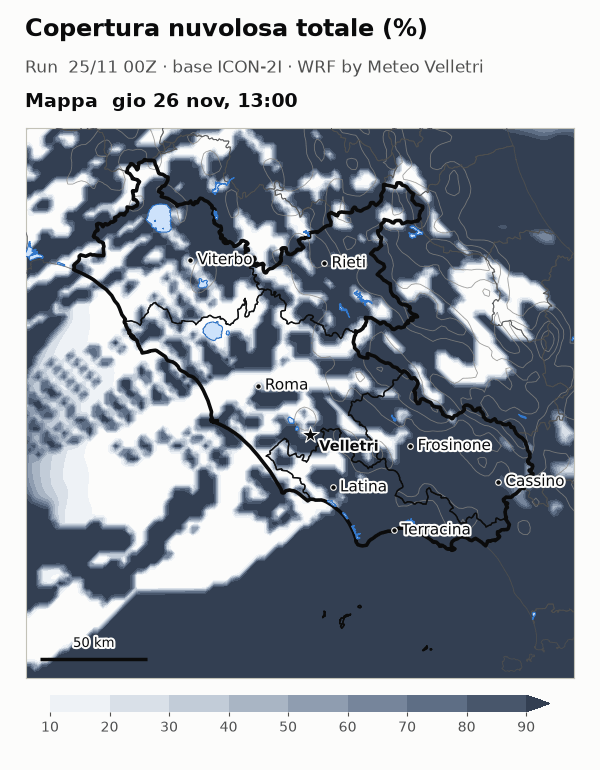 Copertura nuvolosa totale (%)
Run  25/11 00Z · base ICON-2I · WRF by Meteo Velletri
Mappa  gio 26 nov, 13:00
Viterbo
Rieti
Roma
Velletri
Frosinone
Cassino
Latina
Terracina
50 km
10 20 30 40 50 60 70 80 90